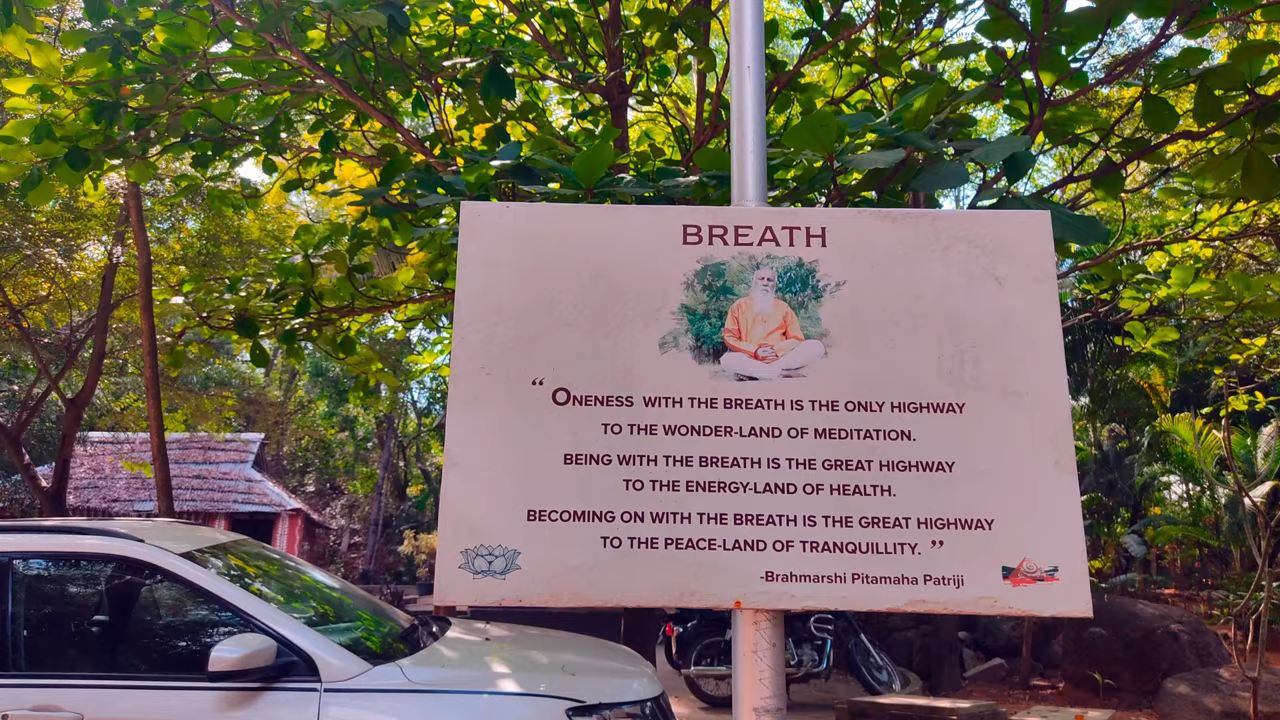 BREATH
“ ONENESS WITH THE BREATH IS THE ONLY HIGHWAY
TO THE WONDER-LAND OF MEDITATION.
BEING WITH THE BREATH IS THE GREAT HIGHWAY
TO THE ENERGY-LAND OF HEALTH.
BECOMING ON WITH THE BREATH IS THE GREAT HIGHWAY
TO THE PEACE-LAND OF TRANQUILLITY. ”
-Brahmarshi Pitamaha Patriji